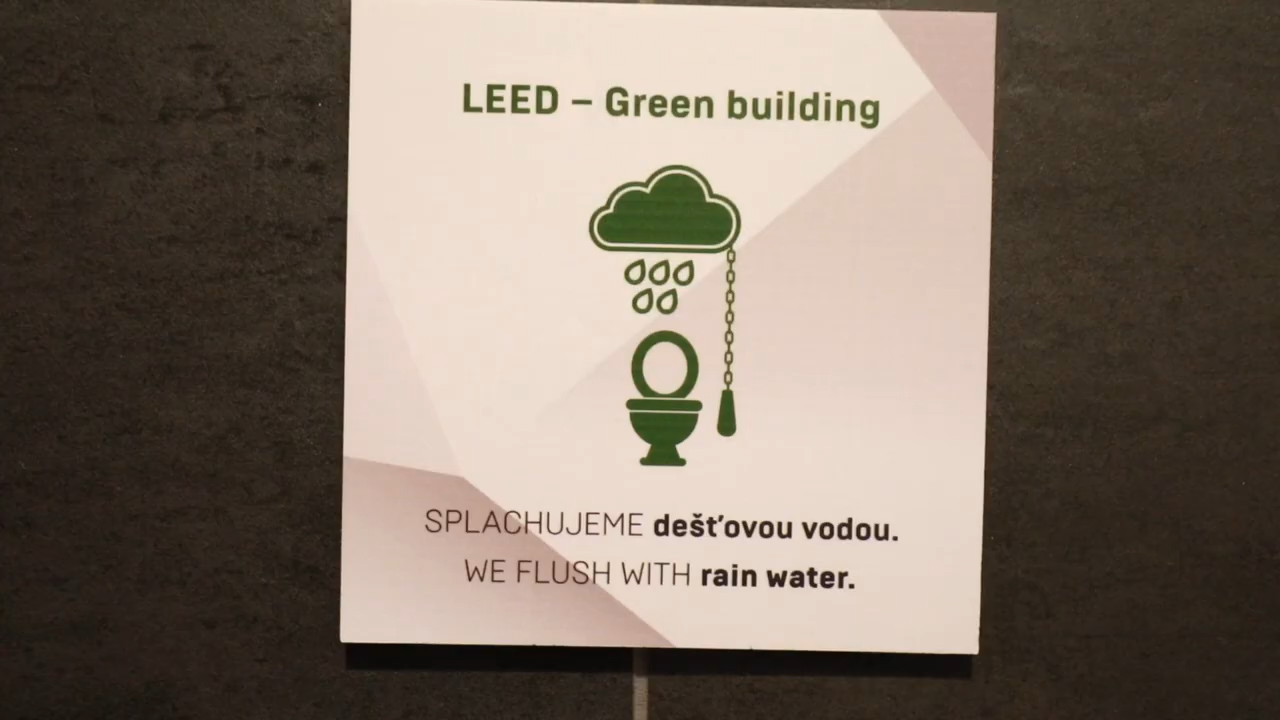 LEED – Green building
SPLACHUJEME dešťovou vodou.
WE FLUSH WITH rain water.